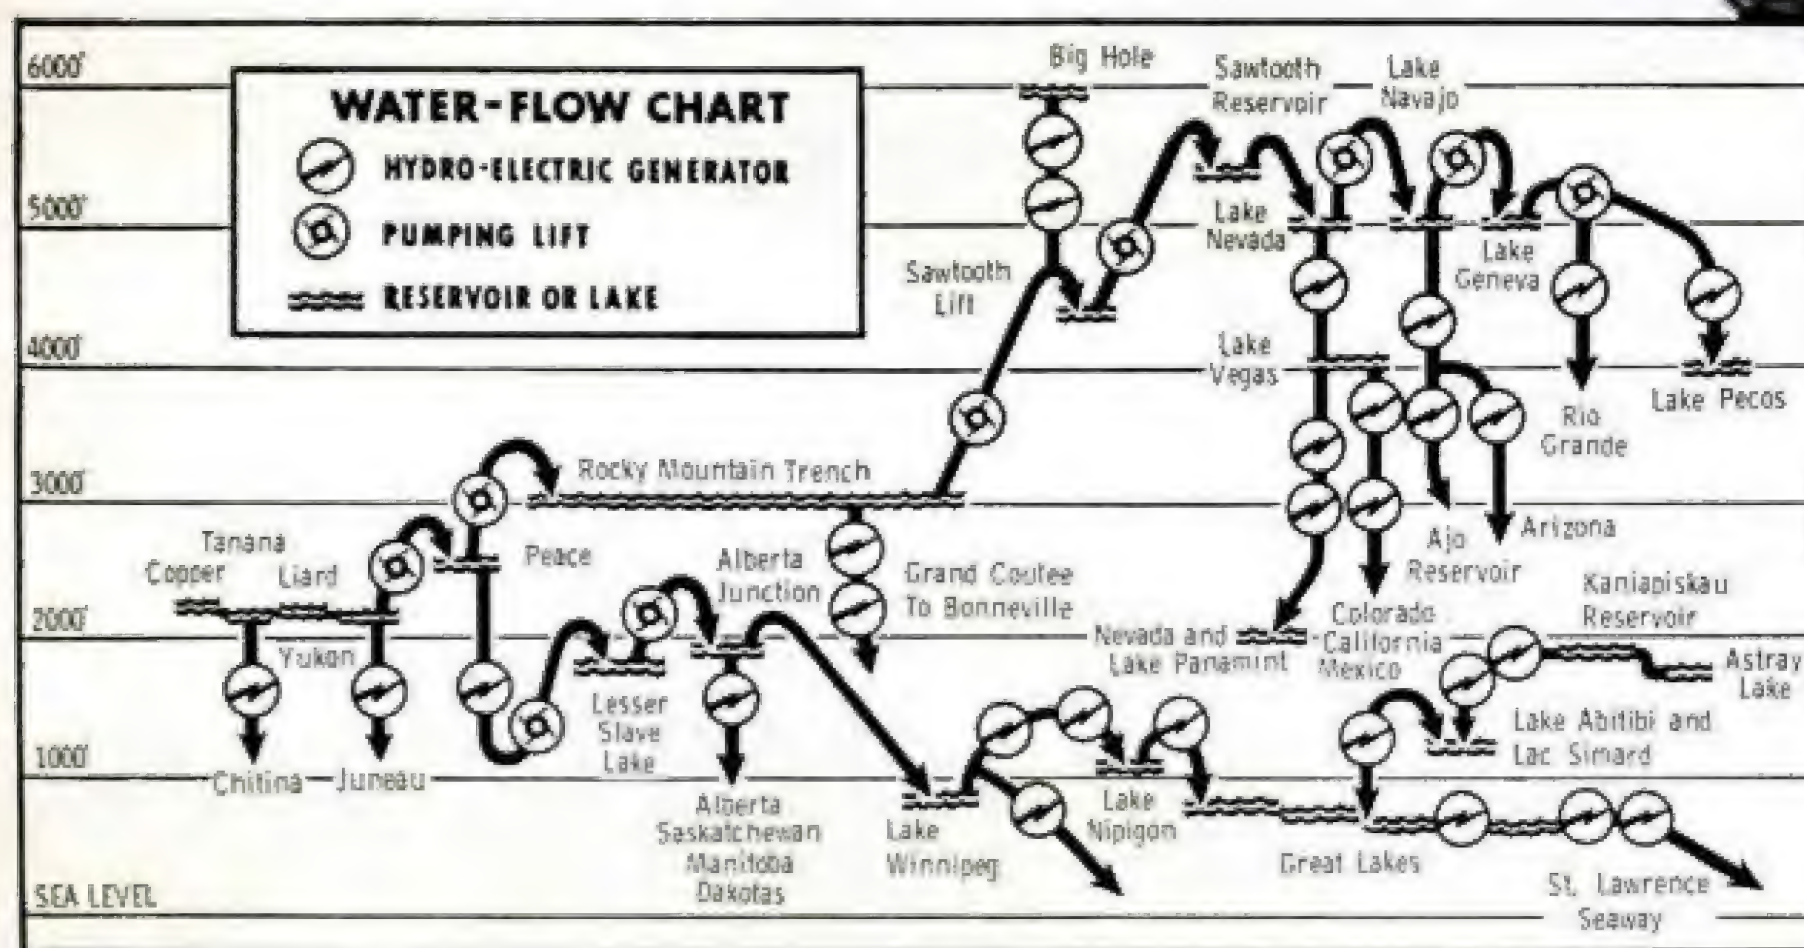 6000'
5000'
4000'
3000'
2000'
1000'
SEA LEVEL
WATER-FLOW CHART
HYDRO-ELECTRIC GENERATOR
PUMPING LIFT
RESERVOIR OR LAKE
Big Hole
Sawtooth
Reservoir
Lake
Navajo
Sawtooth
Lift
Lake
Nevada
Lake
Geneva
Lake
Vegas
Rio
Grande
Lake Pecos
Rocky Mountain Trench
Tanana
Copper
Liard
Yukon
Peace
Alberta
Junction
Grand Coulee
To Bonneville
Ajo
Reservoir
Arizona
Colorado
California
Mexico
Nevada and
Lake Panamint
Kaniapiskau
Reservoir
Astray
Lake
Lesser
Slave
Lake
Lake Abitibi and
Lac Simard
Chitina
Juneau
Alberta
Saskatchewan
Manitoba
Dakotas
Lake
Winnipeg
Lake
Nipigon
Great Lakes
St. Lawrence
Seaway